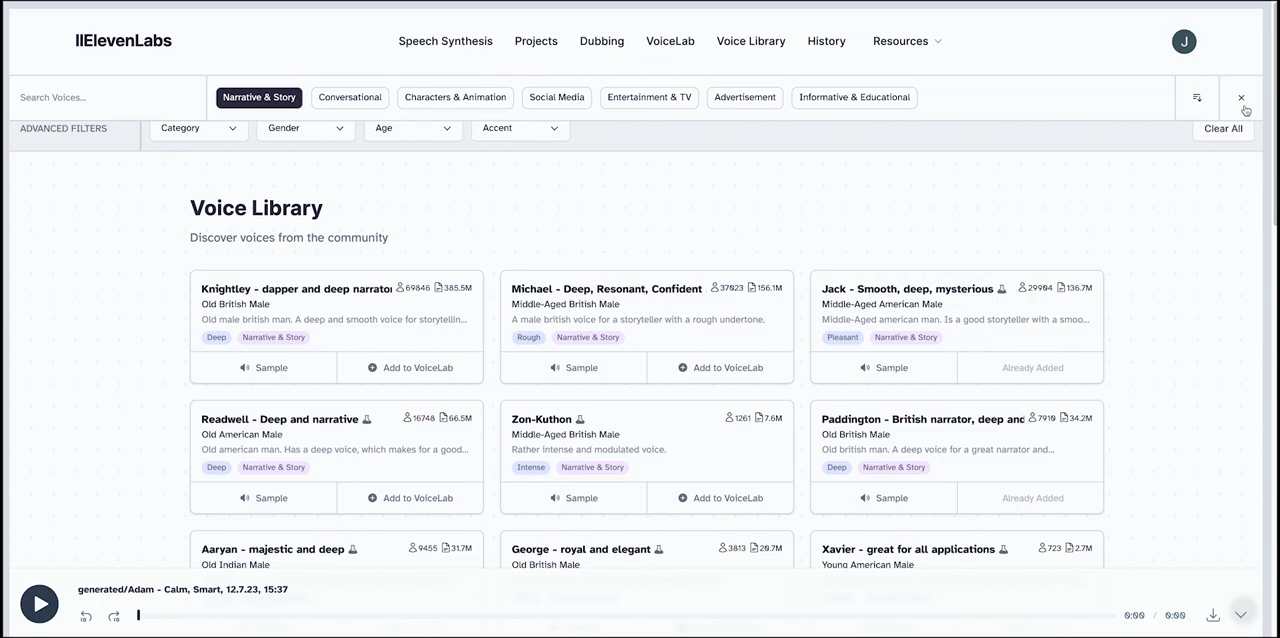 IIElevenLabs
Speech Synthesis Projects Dubbing VoiceLab Voice Library History Resources J
Search Voices... Narrative & Story Conversational Characters & Animation Social Media Entertainment & TV Advertisement Informative & Educational
ADVANCED FILTERS Category Gender Age Accent Clear All
Voice Library
Discover voices from the community
Knightley - dapper and deep narrator 69846 385.5M
Old British Male
Old male british man. A deep and smooth voice for storytellin...
Deep Narrative & Story
Sample Add to VoiceLab
Michael - Deep, Resonant, Confident 37023 156.1M
Middle-Aged British Male
A male british voice for a storyteller with a rough undertone.
Rough Narrative & Story
Sample Add to VoiceLab
Jack - Smooth, deep, mysterious 29904 136.7M
Middle-Aged American Male
Middle-Aged american man. Is a good storyteller with a smoo...
Pleasant Narrative & Story
Sample Already Added
Readwell - Deep and narrative 16748 66.5M
Old American Male
Old american man. Has a deep voice, which makes for a good...
Deep Narrative & Story
Sample Add to VoiceLab
Zon-Kuthon 1261 7.6M
Middle-Aged British Male
Rather intense and modulated voice.
Intense Narrative & Story
Sample Add to VoiceLab
Paddington - British narrator, deep and 7910 34.2M
Old British Male
Old british man. A deep voice for a great narrator and...
Deep Narrative & Story
Sample Already Added
Aaryan - majestic and deep 9455 31.7M
Old Indian Male
George - royal and elegant 3813 20.7M
Old British Male
Xavier - great for all applications 723 2.7M
Young American Male
generated/Adam - Calm, Smart, 12.7.23, 15:37
0:00 / 0:00